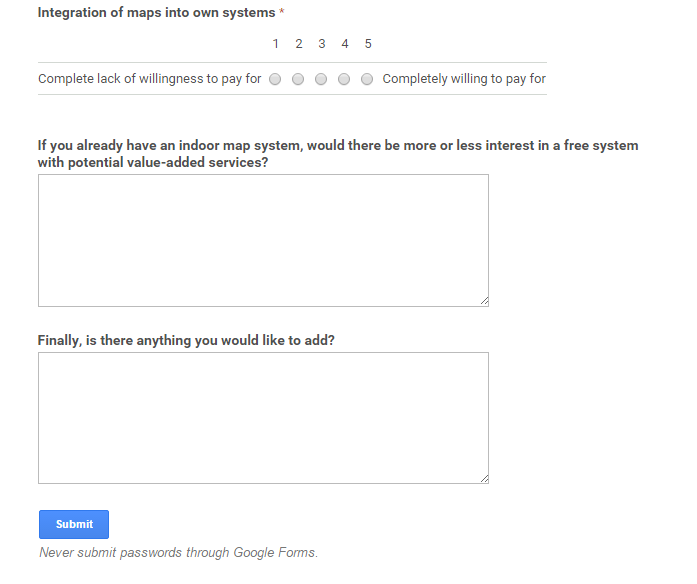 Integration of maps into own systems *
1 2 3 4 5
Complete lack of willingness to pay for Completely willing to pay for
If you already have an indoor map system, would there be more or less interest in a free system
with potential value-added services?
Finally, is there anything you would like to add?
Submit
Never submit passwords through Google Forms.